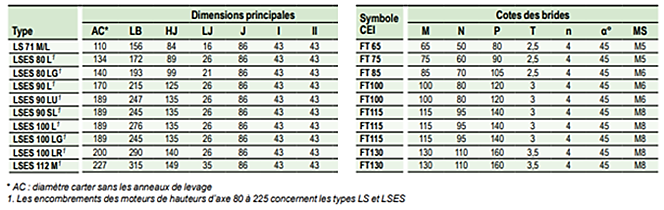 Dimensions principales
Type AC* LB HJ LJ J I II
LS 71 M/L 110 156 84 16 86 43 43
LSES 80 L¹ 134 172 89 26 86 43 43
LSES 80 LG¹ 140 193 99 21 86 43 43
LSES 90 L¹ 170 215 125 26 86 43 43
LSES 90 LU¹ 189 247 135 26 86 43 43
LSES 90 SL¹ 189 245 135 26 86 43 43
LSES 100 L¹ 189 276 135 26 86 43 43
LSES 100 LG¹ 189 245 135 26 86 43 43
LSES 100 LR¹ 200 290 140 26 86 43 43
LSES 112 M¹ 227 315 149 35 86 43 43
* AC : diamètre carter sans les anneaux de levage
1. Les encombrements des moteurs de hauteurs d'axe 80 à 225 concernent les types LS et LSES
Symbole CEI Cotes des brides
M N P T n α° MS
FT 65 65 50 80 2,5 4 45 M5
FT 75 75 60 90 2,5 4 45 M5
FT 85 85 70 105 2,5 4 45 M6
FT100 100 80 120 3 4 45 M6
FT100 100 80 120 3 4 45 M6
FT115 115 95 140 3 4 45 M8
FT115 115 95 140 3 4 45 M8
FT115 115 95 140 3 4 45 M8
FT130 130 110 160 3,5 4 45 M8
FT130 130 110 160 3,5 4 45 M8